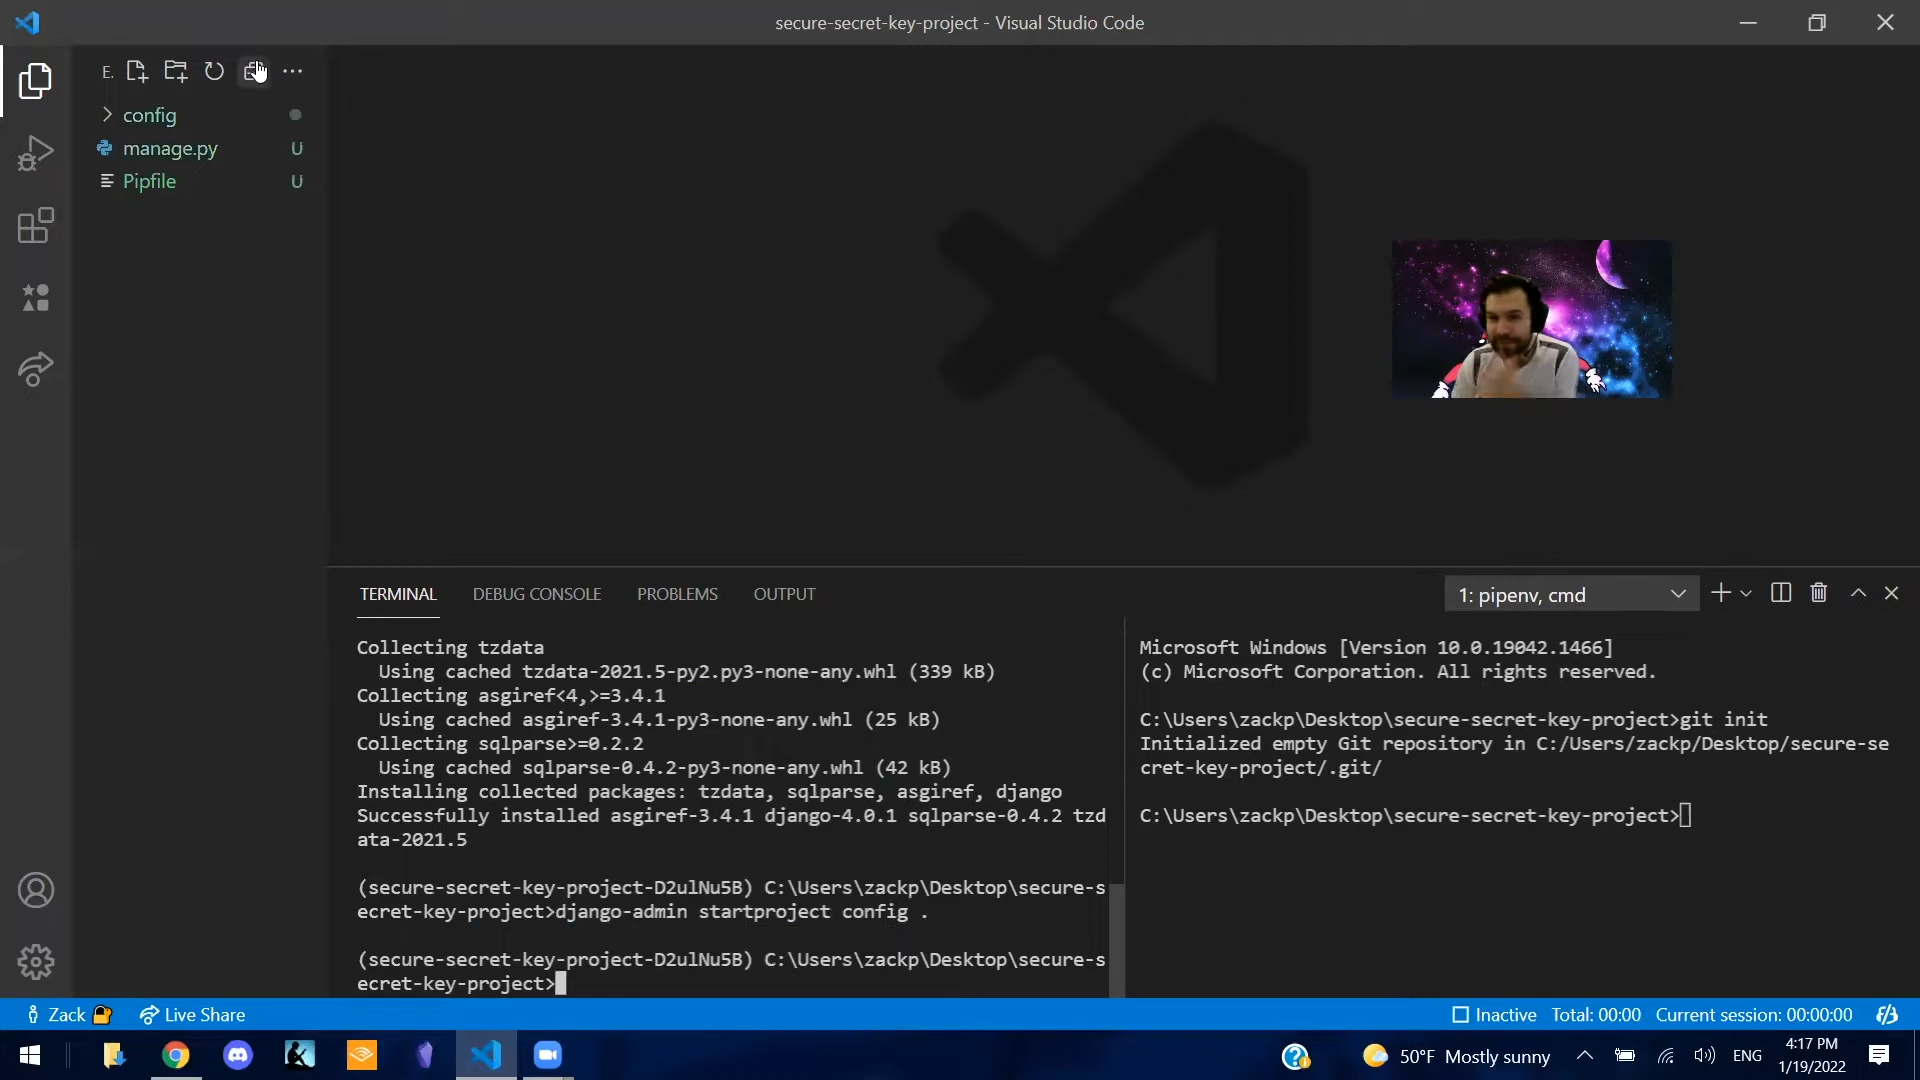 secure-secret-key-project - Visual Studio Code
E.
config
manage.py U
Pipfile U
TERMINAL DEBUG CONSOLE PROBLEMS OUTPUT
1: pipenv, cmd
Collecting tzdata
Using cached tzdata-2021.5-py2.py3-none-any.whl (339 kB)
Collecting asgiref<4,>=3.4.1
Using cached asgiref-3.4.1-py3-none-any.whl (25 kB)
Collecting sqlparse>=0.2.2
Using cached sqlparse-0.4.2-py3-none-any.whl (42 kB)
Installing collected packages: tzdata, sqlparse, asgiref, django
Successfully installed asgiref-3.4.1 django-4.0.1 sqlparse-0.4.2 tzd
ata-2021.5
(secure-secret-key-project-D2ulNu5B) C:\Users\zackp\Desktop\secure-s
ecret-key-project>django-admin startproject config .
(secure-secret-key-project-D2ulNu5B) C:\Users\zackp\Desktop\secure-s
ecret-key-project>
Microsoft Windows [Version 10.0.19042.1466]
(c) Microsoft Corporation. All rights reserved.
C:\Users\zackp\Desktop\secure-secret-key-project>git init
Initialized empty Git repository in C:/Users/zackp/Desktop/secure-se
cret-key-project/.git/
C:\Users\zackp\Desktop\secure-secret-key-project>
Zack Live Share
Inactive Total: 00:00 Current session: 00:00:00
50°F Mostly sunny
ENG
4:17 PM
1/19/2022